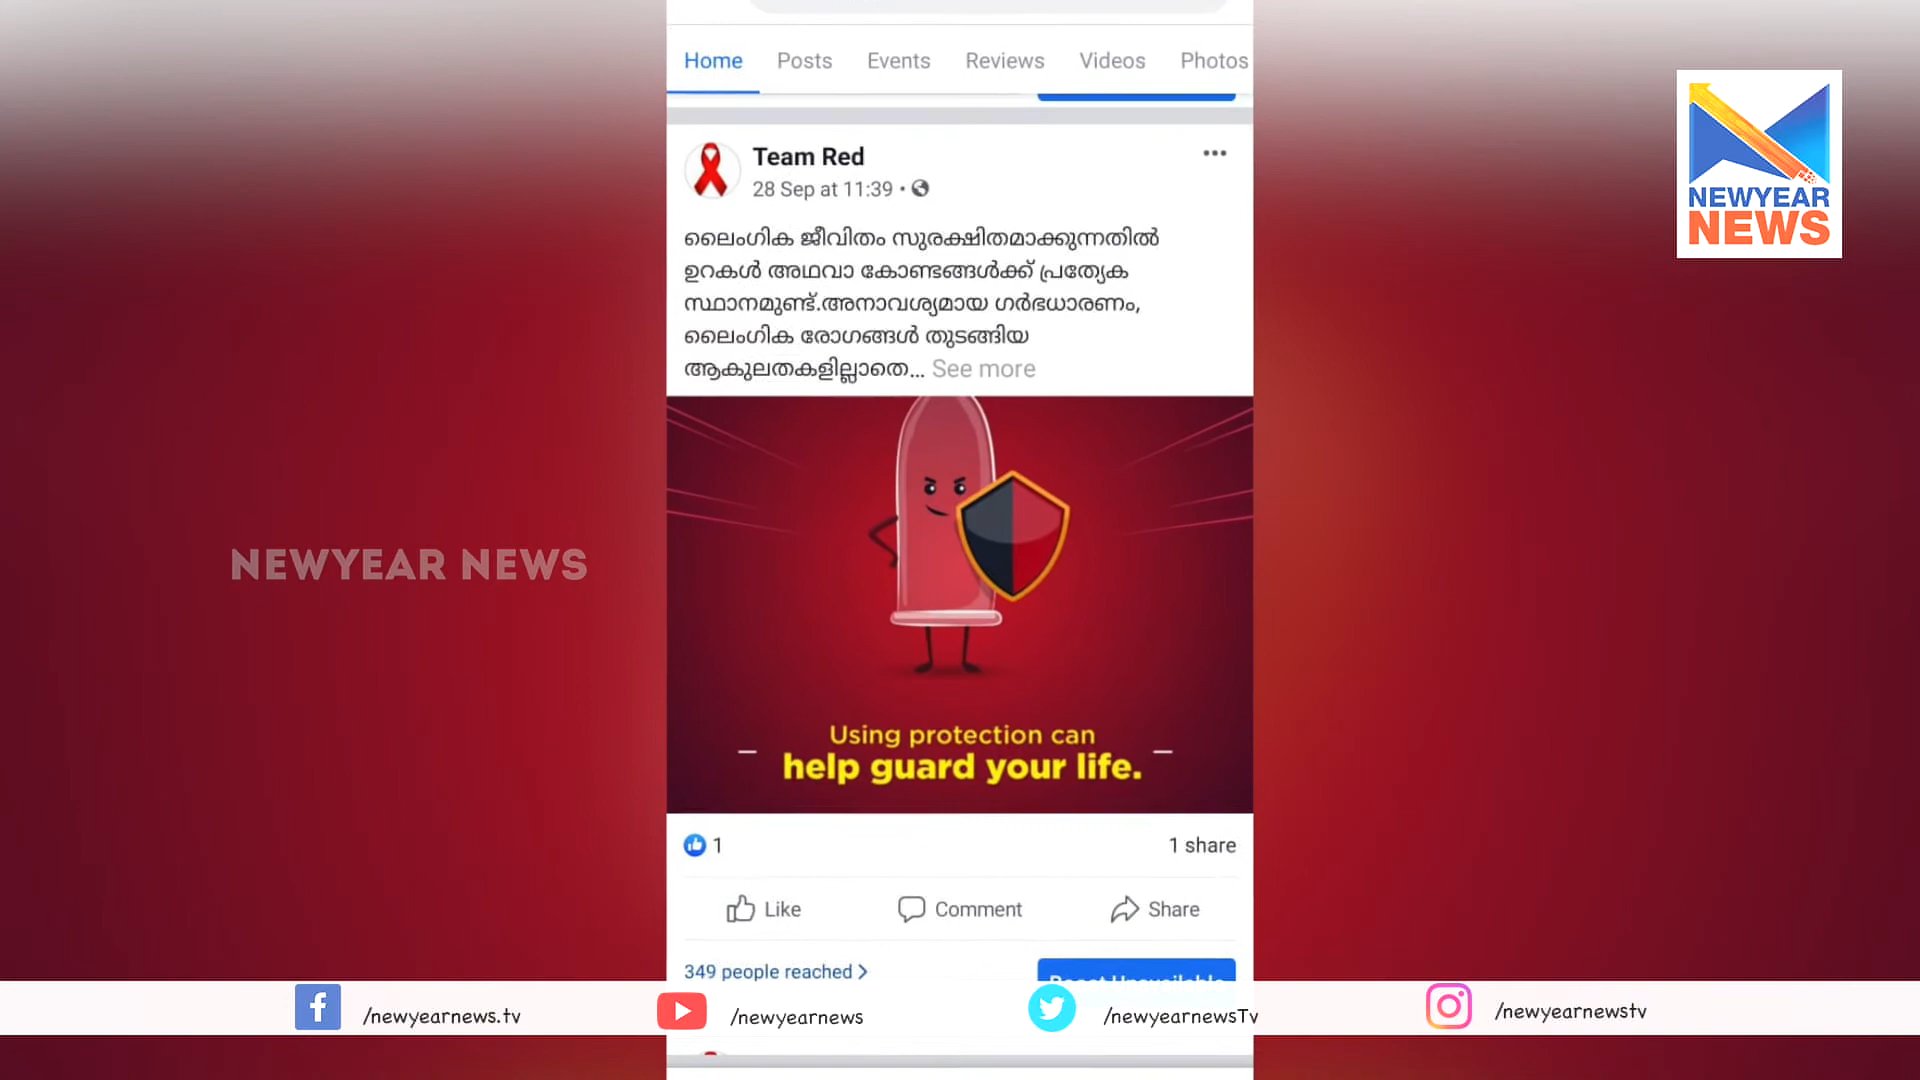 Home Posts Events Reviews Videos Photos
Team Red
28 Sep at 11:39
ലൈംഗിക ജീവിതം സുരക്ഷിതമാക്കുന്നതിൽ
ഉറകൾ അഥവാ കോണ്ടങ്ങൾക്ക് പ്രത്യേക
സ്ഥാനമുണ്ട്.അനാവശ്യമായ ഗർഭധാരണം,
ലൈംഗിക രോഗങ്ങൾ തുടങ്ങിയ
ആകുലതകളില്ലാതെ... See more
NEWYEAR
NEWS
NEWYEAR NEWS
Using protection can
help guard your life.
1 1 share
Like Comment Share
349 people reached
Boost Unavailable
/newyearnews.tv /newyearnews /newyearnewsTv /newyearnewstv